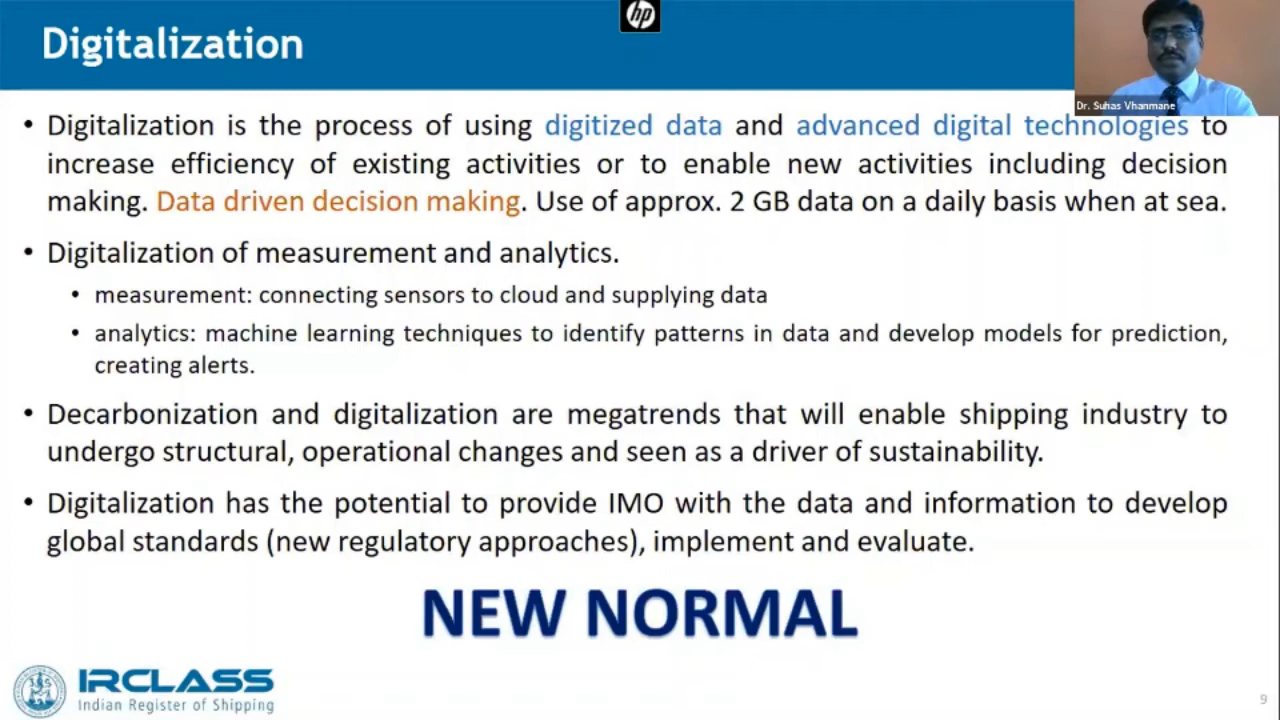 Digitalization
hp
Dr. Suhas Vhanmane
• Digitalization is the process of using digitized data and advanced digital technologies to
increase efficiency of existing activities or to enable new activities including decision
making. Data driven decision making. Use of approx. 2 GB data on a daily basis when at sea.
• Digitalization of measurement and analytics.
• measurement: connecting sensors to cloud and supplying data
• analytics: machine learning techniques to identify patterns in data and develop models for prediction,
creating alerts.
• Decarbonization and digitalization are megatrends that will enable shipping industry to
undergo structural, operational changes and seen as a driver of sustainability.
• Digitalization has the potential to provide IMO with the data and information to develop
global standards (new regulatory approaches), implement and evaluate.
NEW NORMAL
IRCLASS
Indian Register of Shipping
9